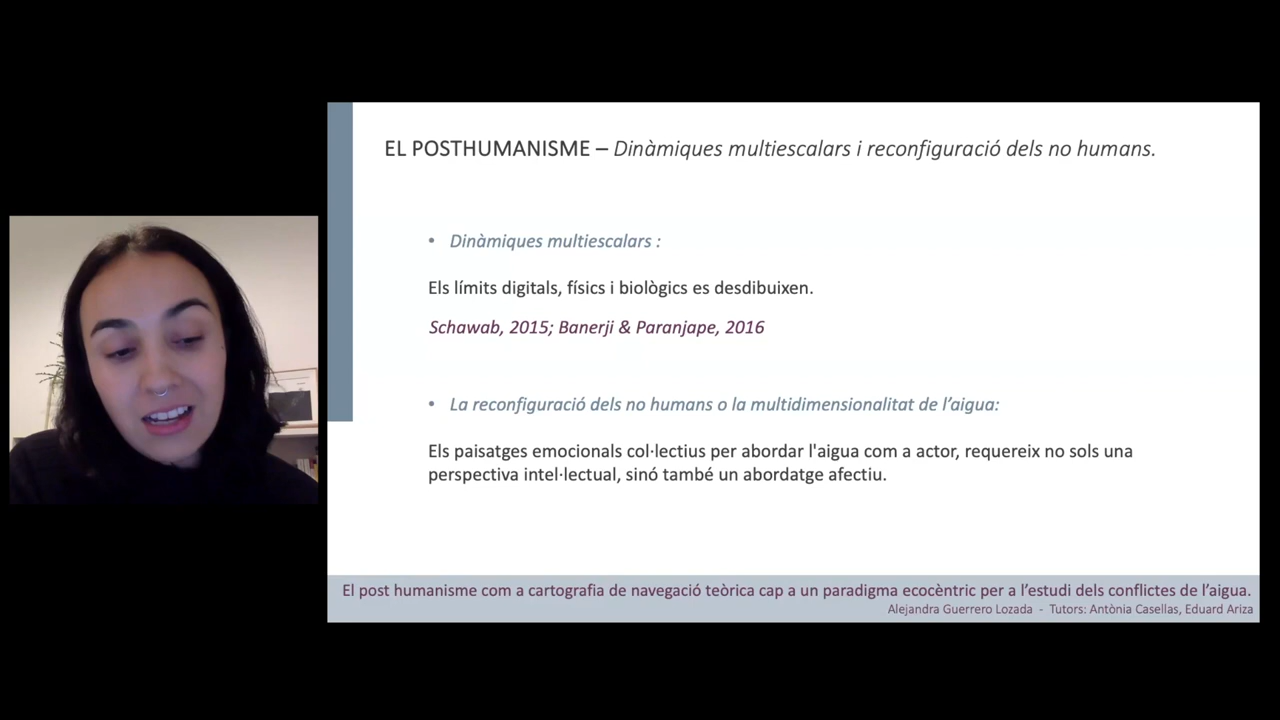 EL POSTHUMANISME – Dinàmiques multiescalars i reconfiguració dels no humans.
• Dinàmiques multiescalars :
Els límits digitals, físics i biològics es desdibuixen.
Schawab, 2015; Banerji & Paranjape, 2016
• La reconfiguració dels no humans o la multidimensionalitat de l’aigua:
Els paisatges emocionals col·lectius per abordar l'aigua com a actor, requereix no sols una
perspectiva intel·lectual, sinó també un abordatge afectiu.
El post humanisme com a cartografia de navegació teòrica cap a un paradigma ecocèntric per a l’estudi dels conflictes de l’aigua.
Alejandra Guerrero Lozada - Tutors: Antònia Casellas, Eduard Ariza